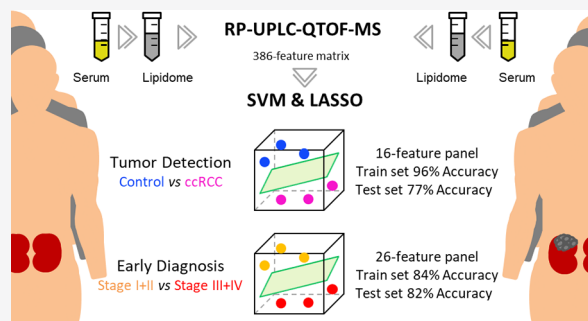 RP-UPLC-QTOF-MS
Serum
Lipidome
386-feature matrix
Lipidome
Serum
SVM & LASSO
Tumor Detection
Control vs ccRCC
16-feature panel
Train set 96% Accuracy
Test set 77% Accuracy
Early Diagnosis
Stage I+II vs Stage III+IV
26-feature panel
Train set 84% Accuracy
Test set 82% Accuracy